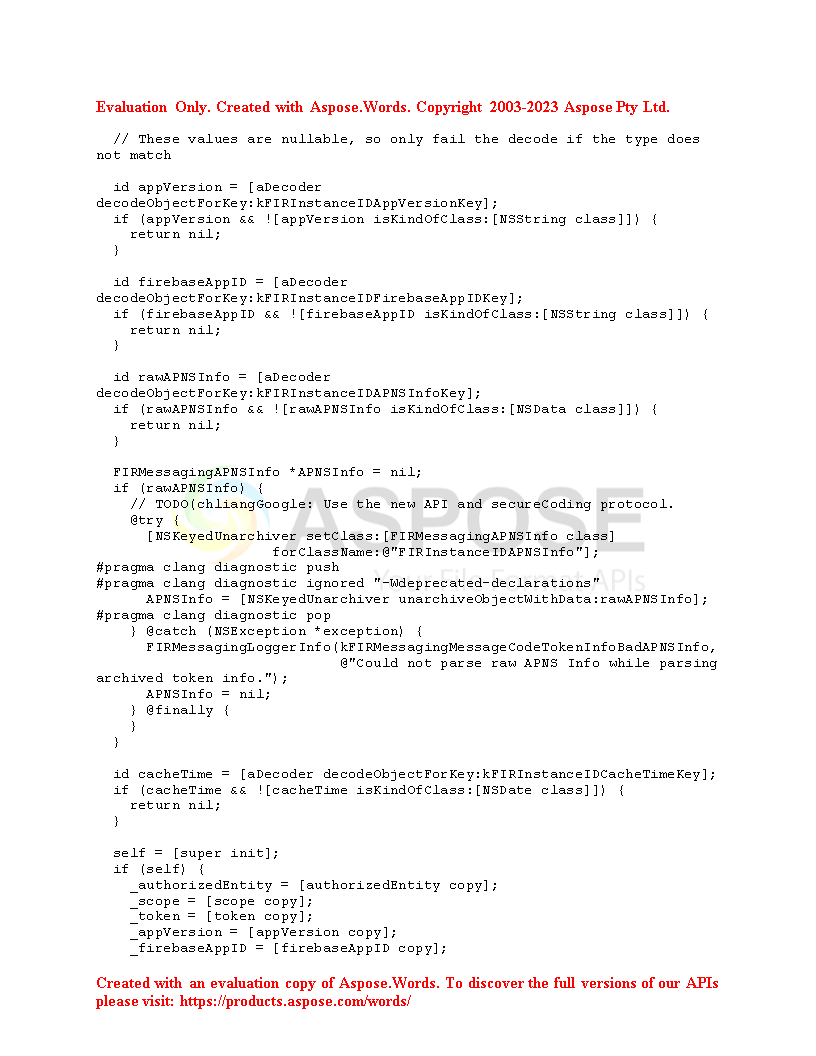 Evaluation Only. Created with Aspose.Words. Copyright 2003-2023 Aspose Pty Ltd.
// These values are nullable, so only fail the decode if the type does
not match
id appVersion = [aDecoder
decodeObjectForKey:kFIRInstanceIDAppVersionKey];
if (appVersion && ![appVersion isKindOfClass:[NSString class]]) {
return nil;
}
id firebaseAppID = [aDecoder
decodeObjectForKey:kFIRInstanceIDFirebaseAppIDKey];
if (firebaseAppID && ![firebaseAppID isKindOfClass:[NSString class]]) {
return nil;
}
id rawAPNSInfo = [aDecoder
decodeObjectForKey:kFIRInstanceIDAPNSInfoKey];
if (rawAPNSInfo && ![rawAPNSInfo isKindOfClass:[NSData class]]) {
return nil;
}
FIRMessagingAPNSInfo *APNSInfo = nil;
if (rawAPNSInfo) {
// TODO(chliangGoogle: Use the new API and secureCoding protocol.
@try {
[NSKeyedUnarchiver setClass:[FIRMessagingAPNSInfo class]
forClassName:@"FIRInstanceIDAPNSInfo"];
#pragma clang diagnostic push
#pragma clang diagnostic ignored "-Wdeprecated-declarations"
APNSInfo = [NSKeyedUnarchiver unarchiveObjectWithData:rawAPNSInfo];
#pragma clang diagnostic pop
} @catch (NSException *exception) {
FIRMessagingLoggerInfo(kFIRMessagingMessageCodeTokenInfoBadAPNSInfo,
@"Could not parse raw APNS Info while parsing
archived token info.");
APNSInfo = nil;
} @finally {
}
}
id cacheTime = [aDecoder decodeObjectForKey:kFIRInstanceIDCacheTimeKey];
if (cacheTime && ![cacheTime isKindOfClass:[NSDate class]]) {
return nil;
}
self = [super init];
if (self) {
_authorizedEntity = [authorizedEntity copy];
_scope = [scope copy];
_token = [token copy];
_appVersion = [appVersion copy];
_firebaseAppID = [firebaseAppID copy];
ASPOSE
Your File Format APIs
Created with an evaluation copy of Aspose.Words. To discover the full versions of our APIs
please visit: https://products.aspose.com/words/